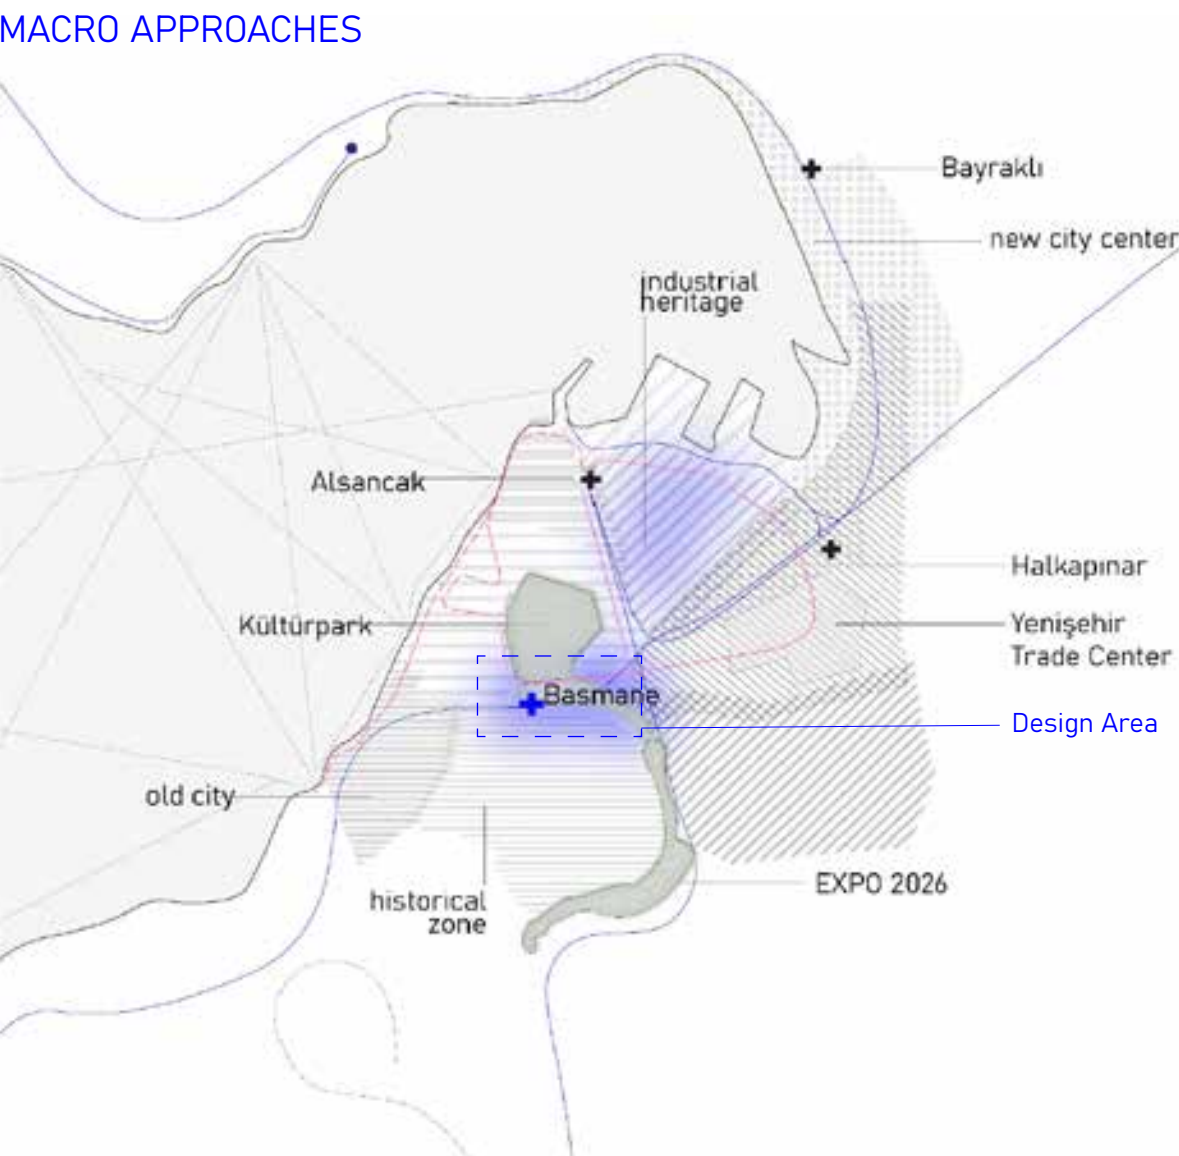 MACRO APPROACHES
Bayraklı
new city center
industrial
heritage
Alsancak
Halkapınar
Kültürpark
Yenişehir
Trade Center
Basmane
Design Area
old city
EXPO 2026
historical
zone